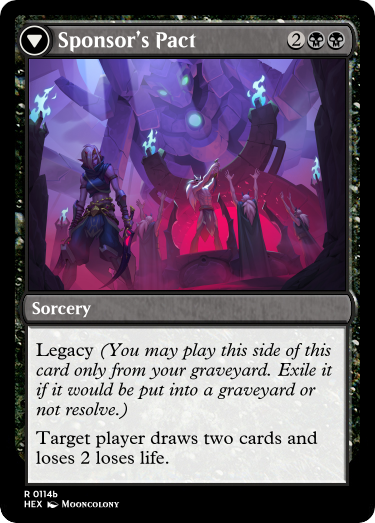 Sponsor's Pact 2
Sorcery
Legacy (You may play this side of this
card only from your graveyard. Exile it
if it would be put into a graveyard or
not resolve.)
Target player draws two cards and
loses 2 loses life.
R 0114b
HEX Mooncolony